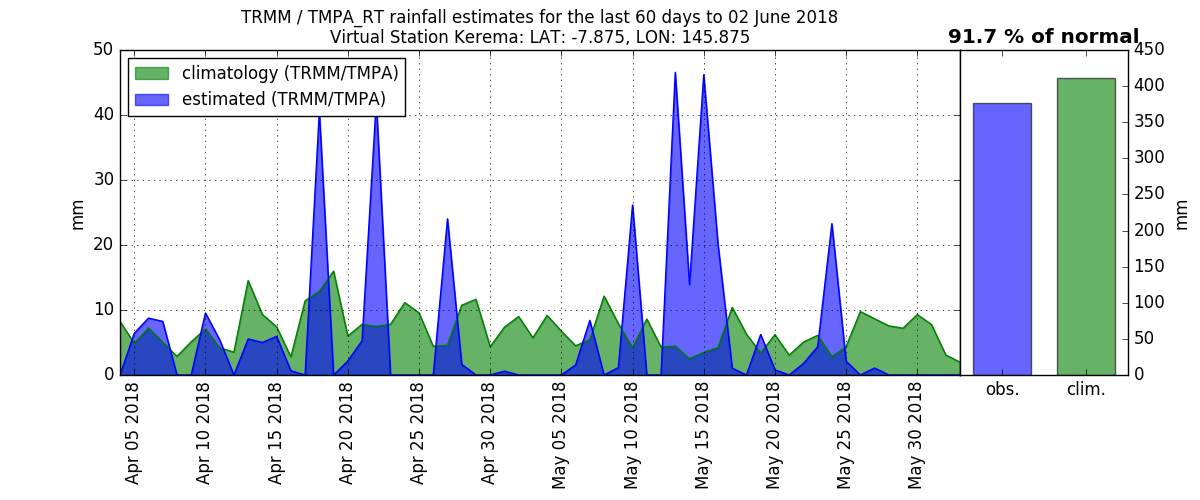 TRMM / TMPA_RT rainfall estimates for the last 60 days to 02 June 2018
Virtual Station Kerema: LAT: -7.875, LON: 145.875
91.7 % of normal
climatology (TRMM/TMPA)
estimated (TRMM/TMPA)
50
40
30
20
10
0
mm
Apr 05 2018
Apr 10 2018
Apr 15 2018
Apr 20 2018
Apr 25 2018
Apr 30 2018
May 05 2018
May 10 2018
May 15 2018
May 20 2018
May 25 2018
May 30 2018
obs.
clim.
450
400
350
300
250
200
150
100
50
0
mm